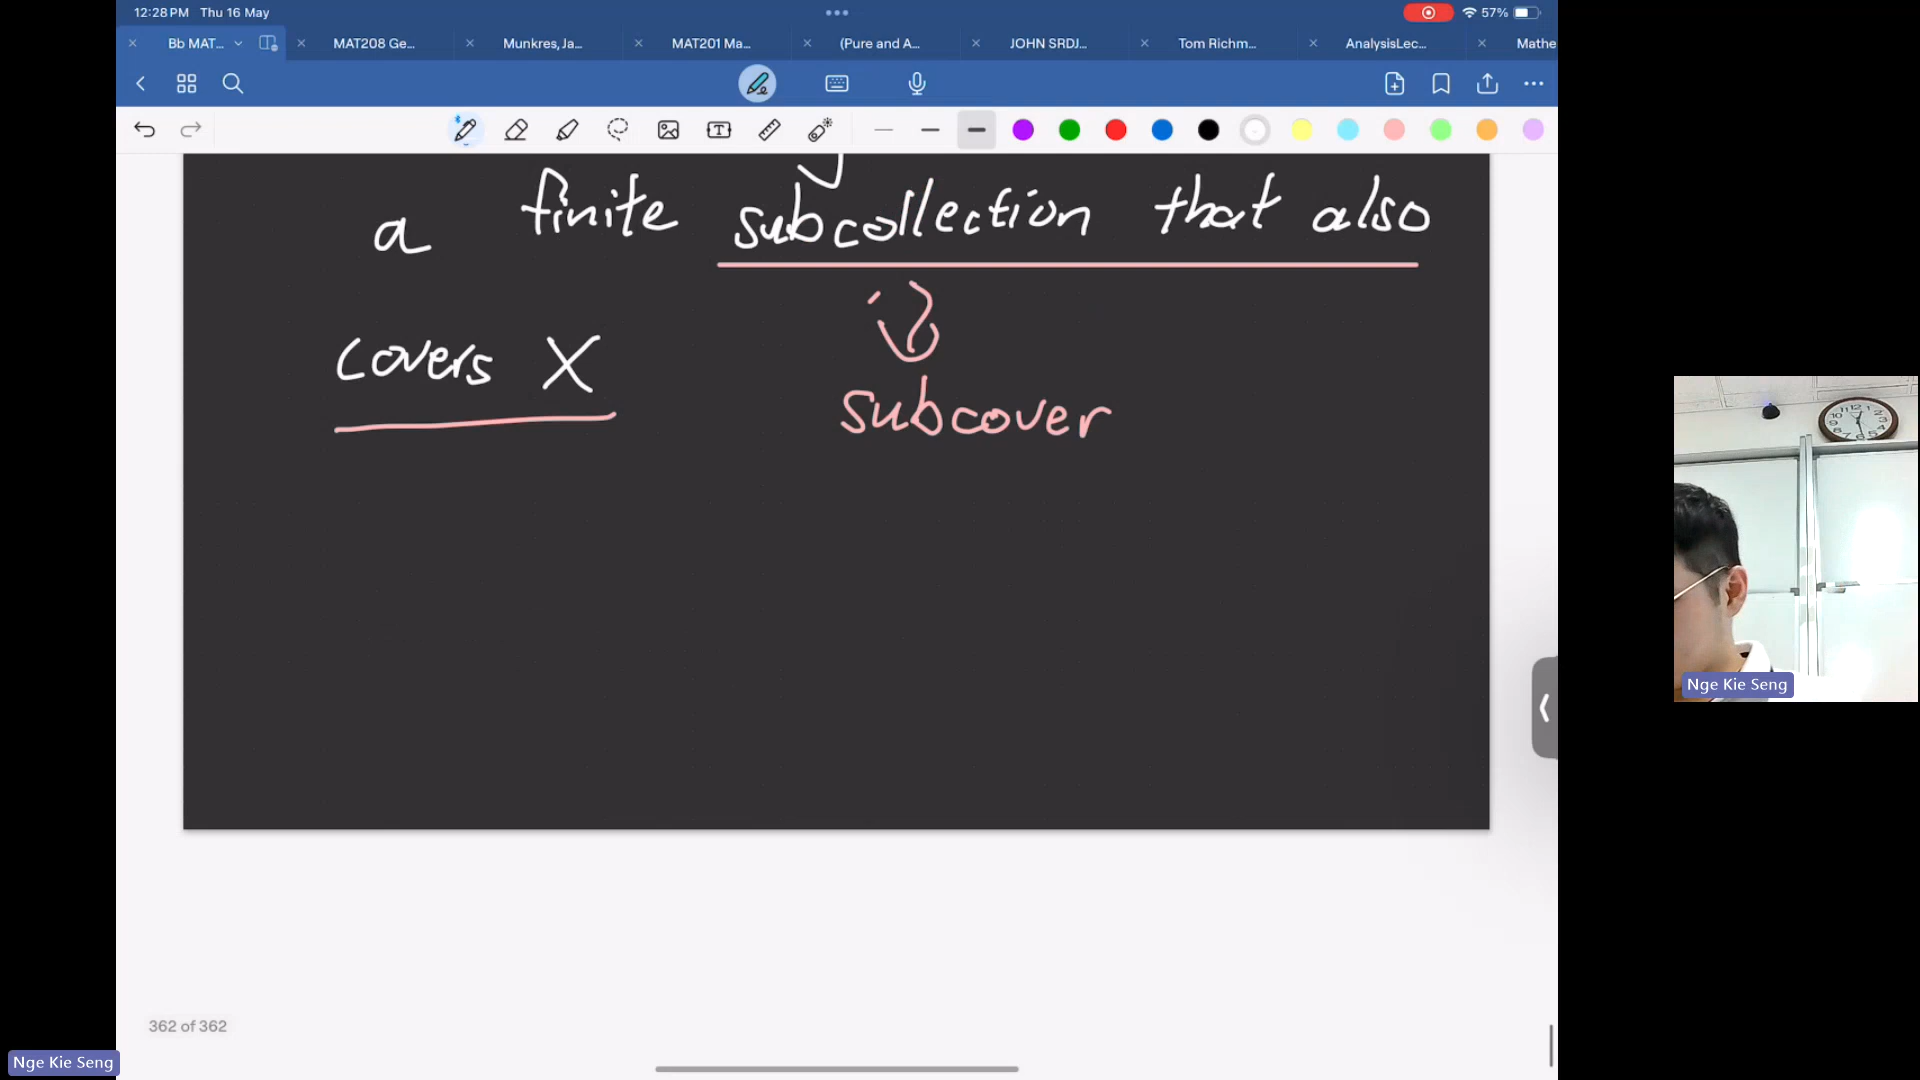 12:28 PM Thu 16 May
57%
Bb MAT...
MAT208 Ge...
Munkres, Ja...
MAT201 Ma...
(Pure and A...
JOHN SRDJ...
Tom Richm...
AnalysisLec...
Mathe
a finite subcollection that also
covers X
subcover
362 of 362
Nge Kie Seng
Nge Kie Seng